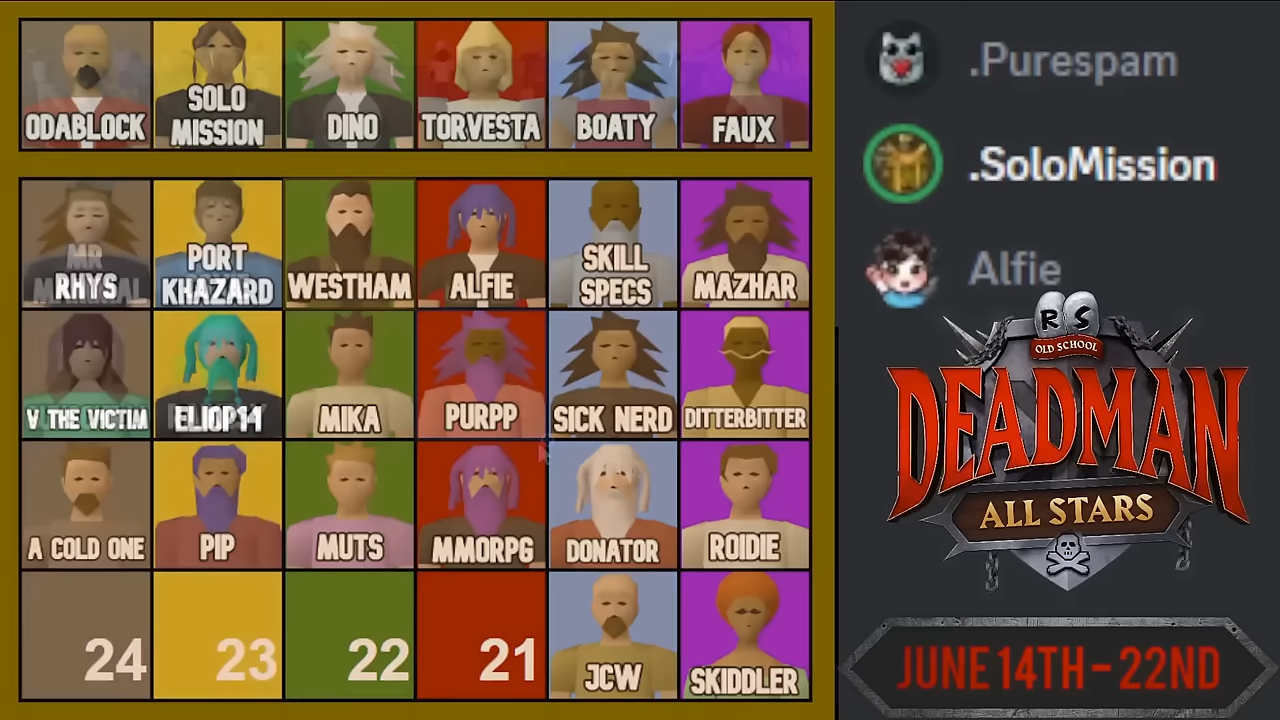 ODABLOCK
SOLO
MISSION
DINO
TORVESTA
BOATY
FAUX
MR
RHYS
PORT
KHAZARD
WESTHAM
ALFIE
SKILL
SPECS
MAZHAR
V THE VICTIM
ELIOP14
MIKA
PURPP
SICK NERD
DITTERBITTER
A COLD ONE
PIP
MUTS
MMORPG
DONATOR
ROIDIE
24
23
22
21
JCW
SKIDDLER
.Purespam
.SoloMission
Alfie
RS
OLD SCHOOL
DEADMAN
ALL STARS
JUNE 14TH - 22ND